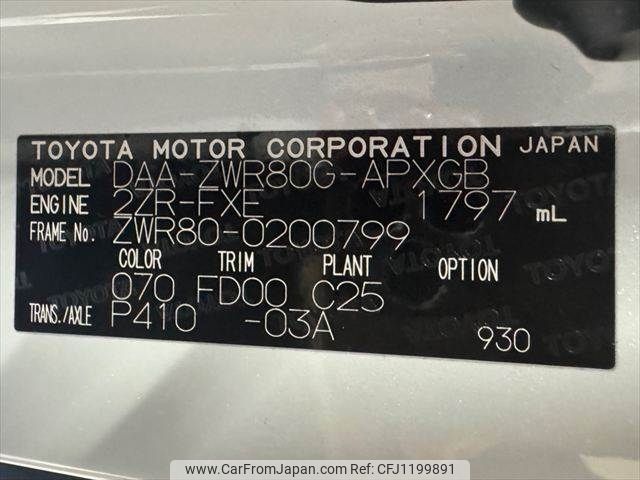 TOYOTA MOTOR CORPORATION JAPAN
MODEL DAA-ZWR80G-APXGB
ENGINE 2ZR-FXE 1797 mL
FRAME No. ZWR80-0200799
COLOR TRIM PLANT OPTION
070 FD00 C25
TRANS./AXLE P410 -03A
930
www.CarFromJapan.com - CFJ1199891